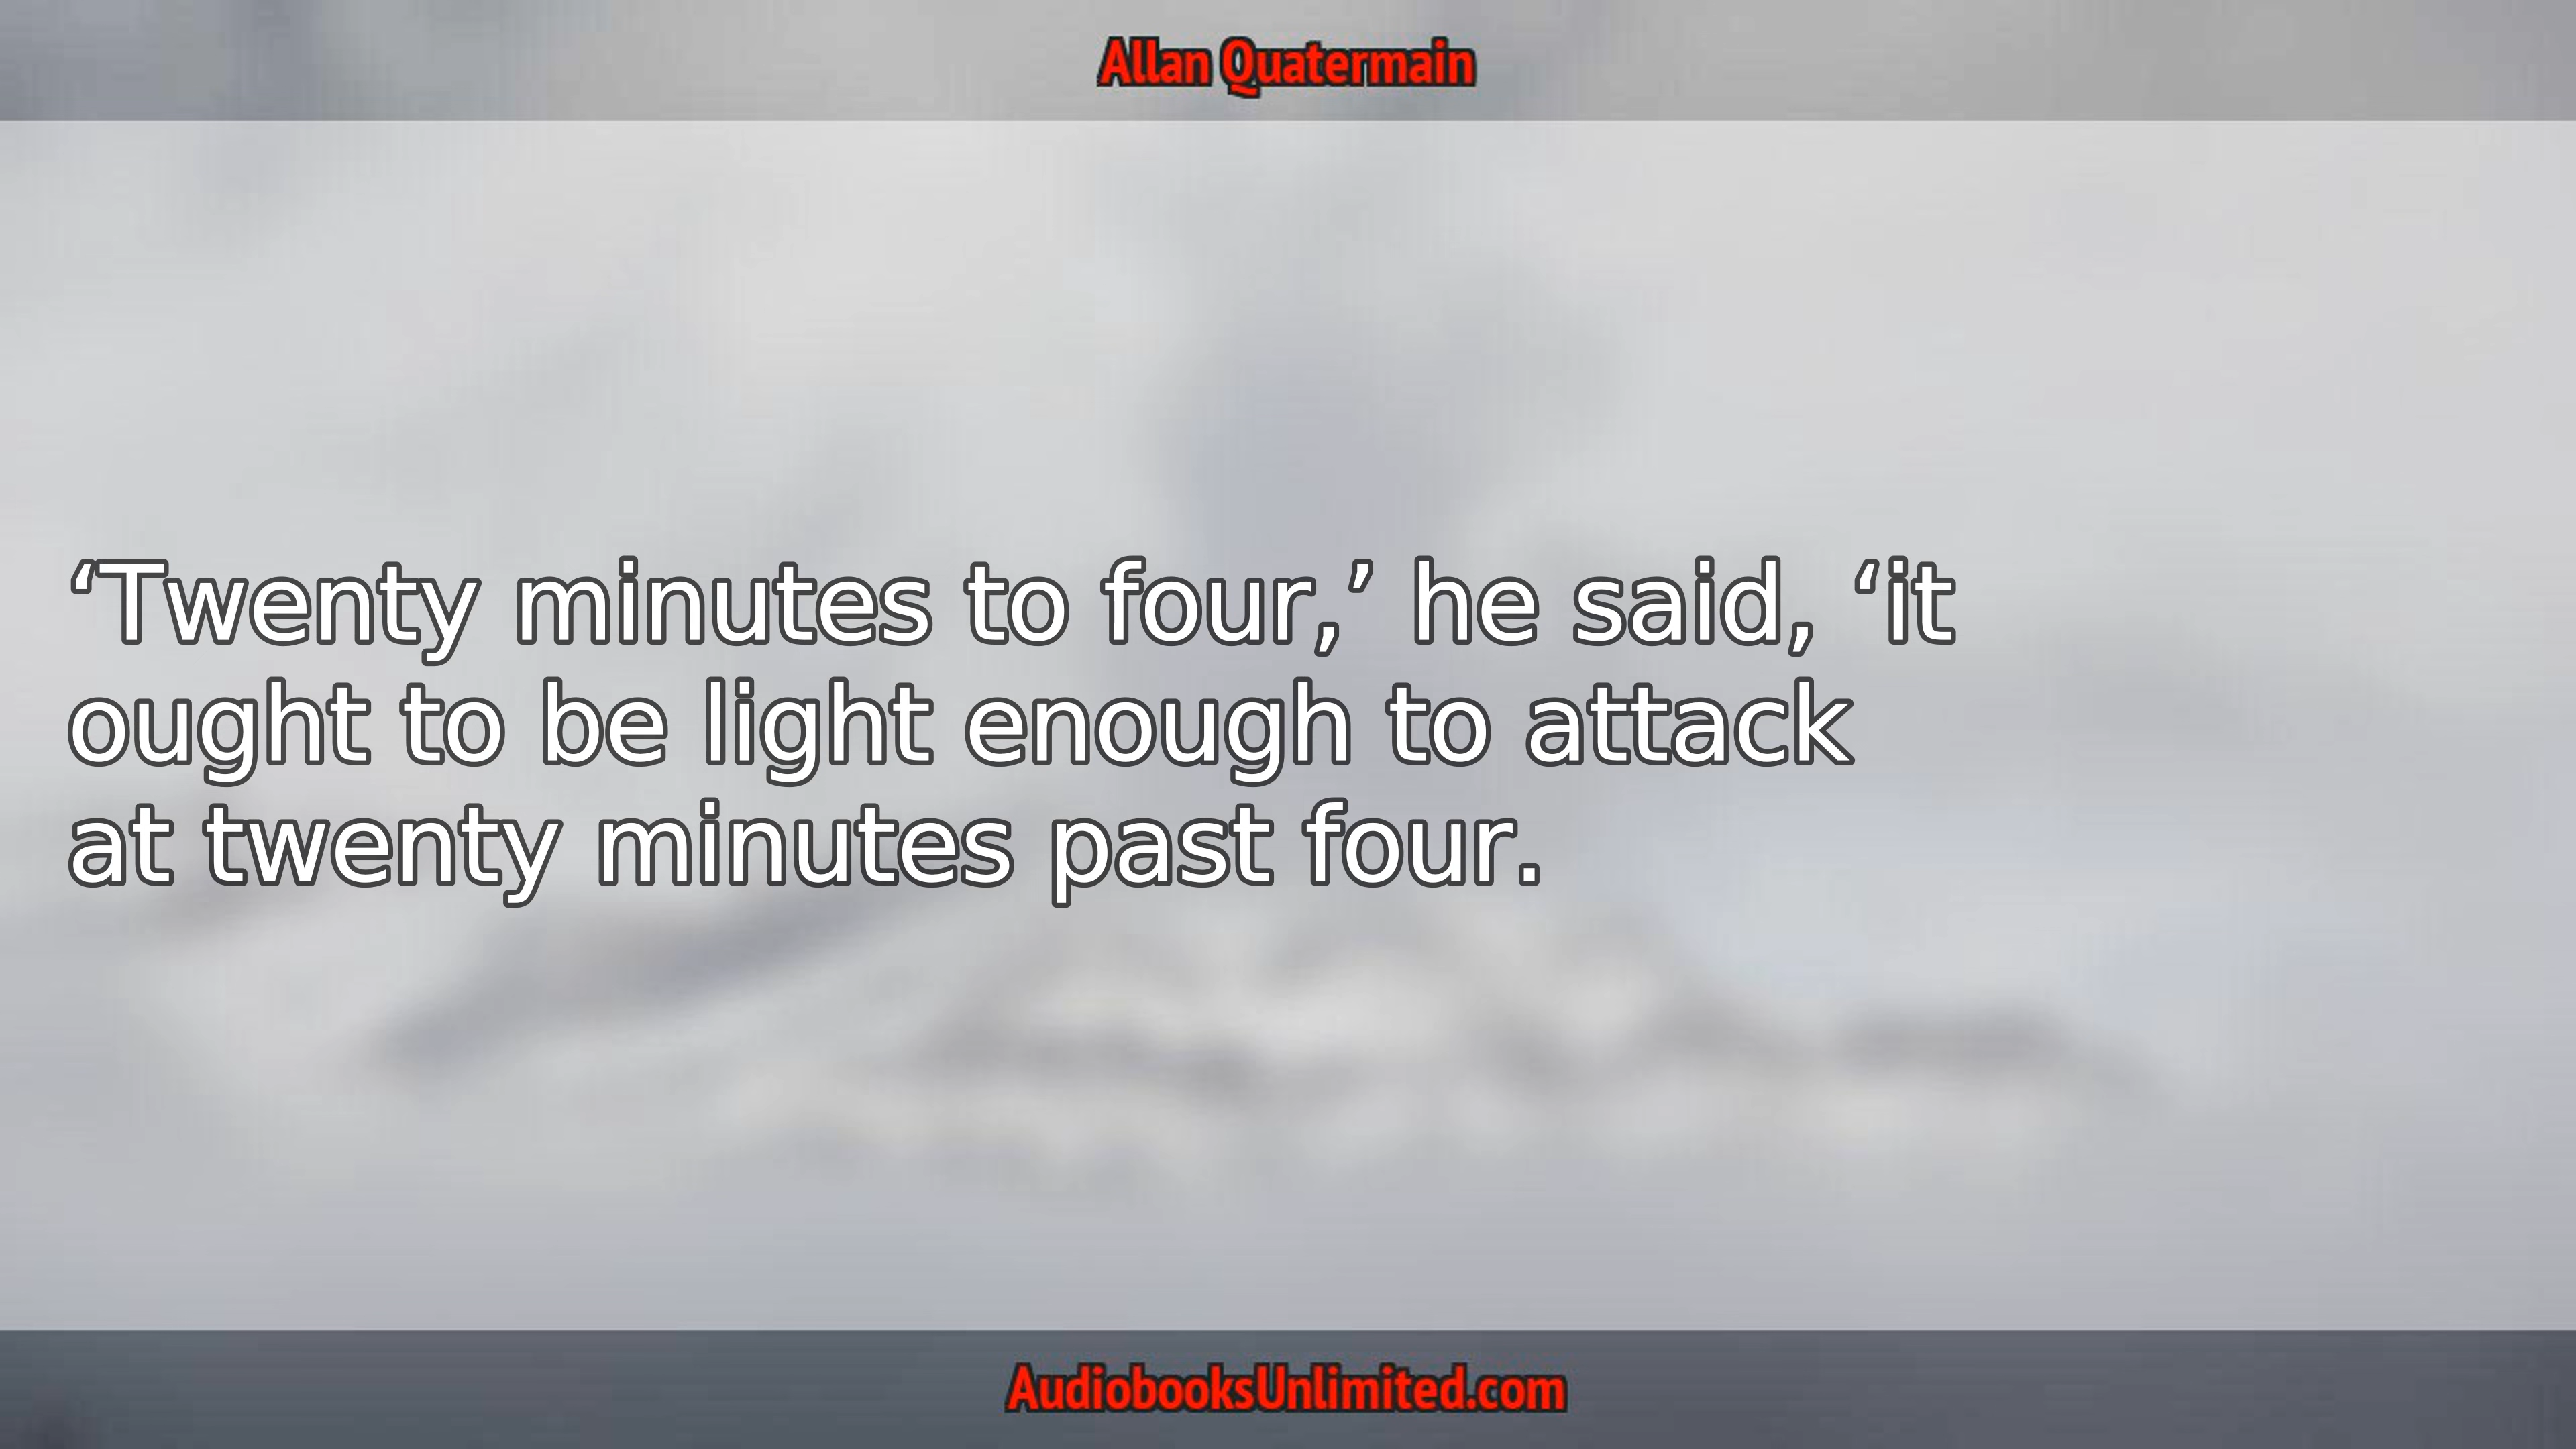 Allan Quatermain
‘Twenty minutes to four,’ he said, ‘it
ought to be light enough to attack
at twenty minutes past four.
AudiobooksUnlimited.com